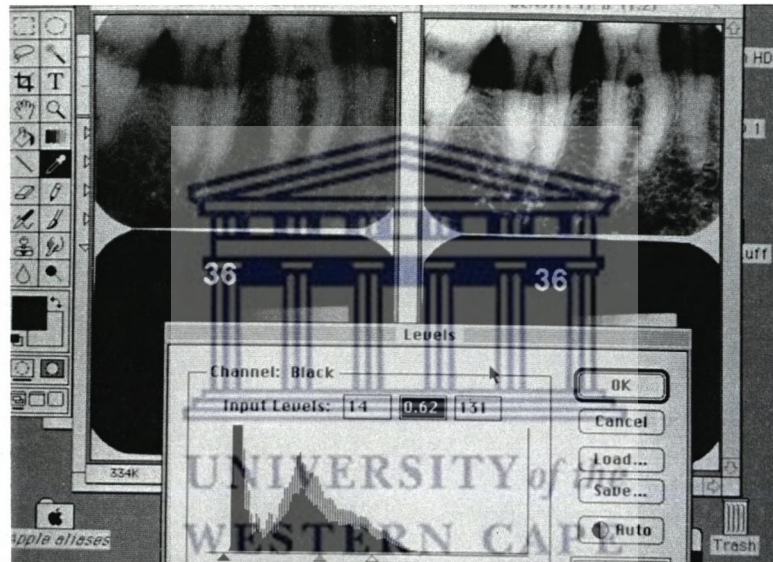 HD
1
uff
36 36
Levels
Channel: Black
Input Levels: 14 0.62 131
OK
Cancel
Load...
Save...
Auto
334K
UNIVERSITY of the
WESTERN CAPE
Apple aliases
Trash
T